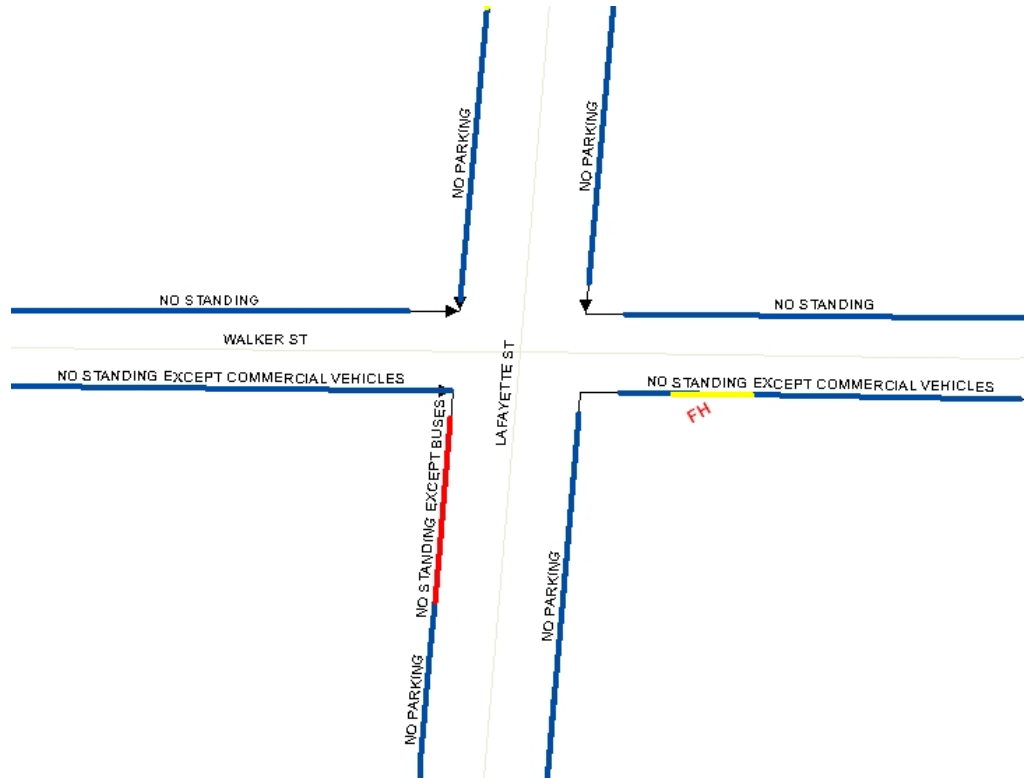 NO PARKING
NO PARKING
NO STANDING
NO STANDING
WALKER ST
LAFAYETTE ST
NO STANDING EXCEPT COMMERCIAL VEHICLES
NO STANDING EXCEPT COMMERCIAL VEHICLES
FH
NO STANDING EXCEPT BUSES
NO PARKING
NO PARKING